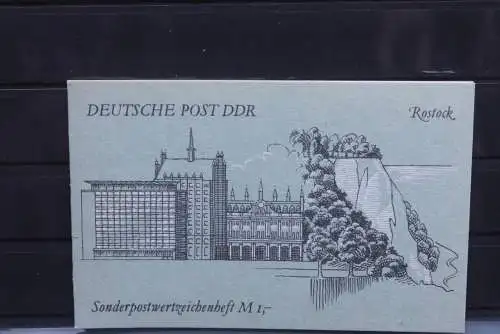 DEUTSCHE POST DDR
Rostock
Sonderpostwertzeichenheft M 1,-